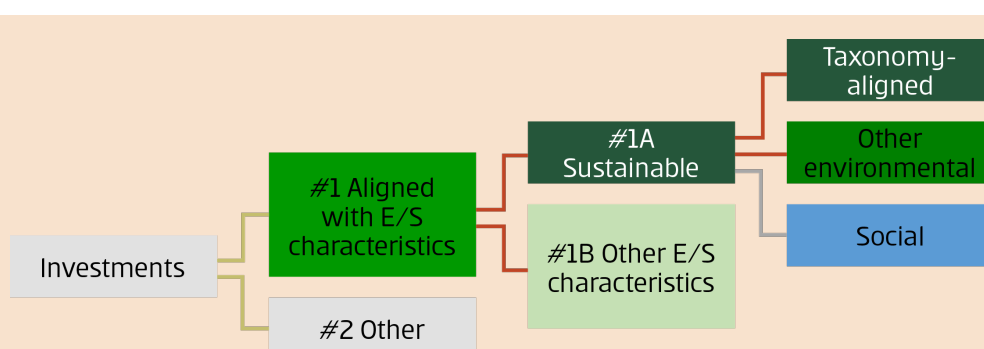 Investments
#1 Aligned
with E/S
characteristics
#2 Other
#1A
Sustainable
#1B Other E/S
characteristics
Taxonomy-
aligned
Other
environmental
Social